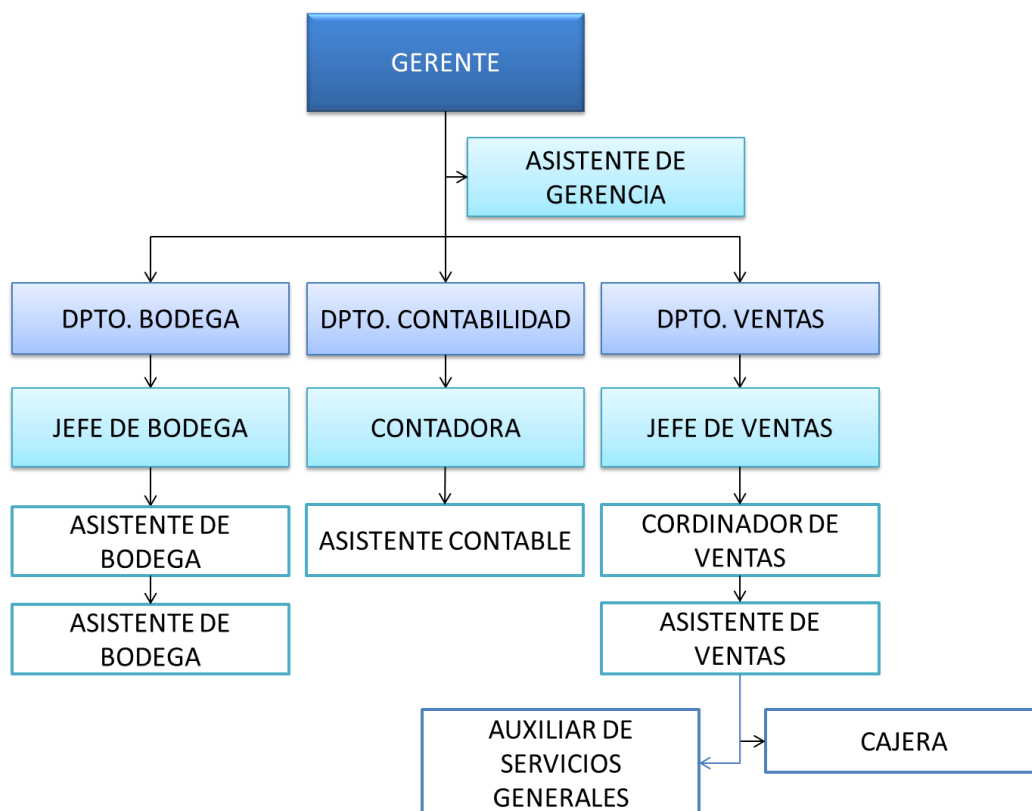 GERENTE
ASISTENTE DE
GERENCIA
DPTO. BODEGA
DPTO. CONTABILIDAD
DPTO. VENTAS
JEFE DE BODEGA
CONTADORA
JEFE DE VENTAS
ASISTENTE DE
BODEGA
ASISTENTE CONTABLE
CORDINADOR DE
VENTAS
ASISTENTE DE
BODEGA
ASISTENTE DE
VENTAS
AUXILIAR DE
SERVICIOS
GENERALES
CAJERA